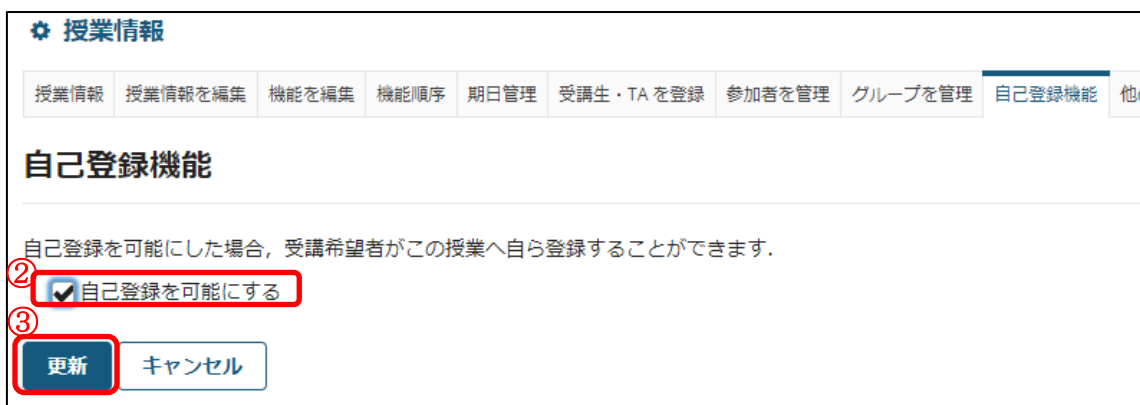 授業情報
授業情報 授業情報を編集 機能を編集 機能順序 期日管理 受講生・TA を登録 参加者を管理 グループを管理 自己登録機能 他の
自己登録機能
自己登録を可能にした場合，受講希望者がこの授業へ自ら登録することができます．
②
自己登録を可能にする
③
更新 キャンセル